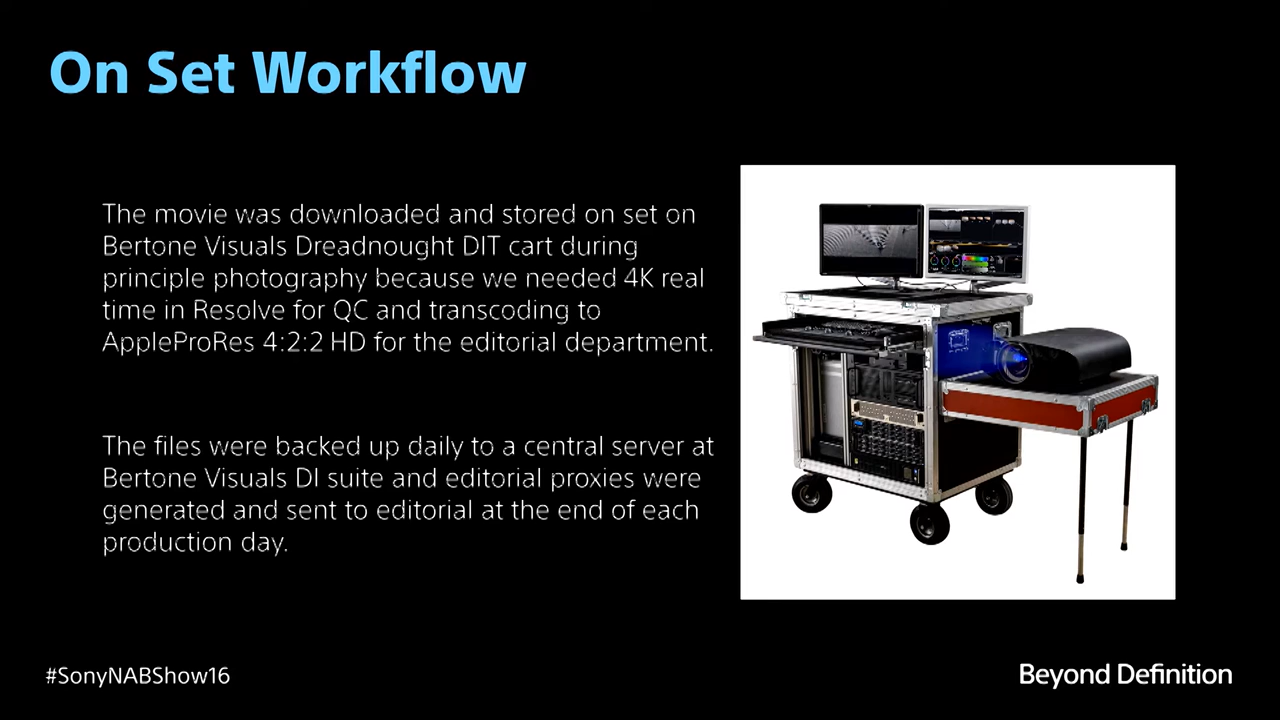 On Set Workflow
The movie was downloaded and stored on set on
Bertone Visuals Dreadnought DIT cart during
principle photography because we needed 4K real
time in Resolve for QC and transcoding to
AppleProRes 4:2:2 HD for the editorial department.
The files were backed up daily to a central server at
Bertone Visuals DI suite and editorial proxies were
generated and sent to editorial at the end of each
production day.
#SonyNABShow16
Beyond Definition